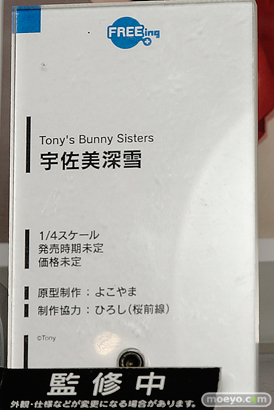 FREEing
Tony's Bunny Sisters
宇佐美深雪
1/4スケール
発売時期未定
価格未定
原型制作：よこやま
制作協力：ひろし(桜前線)
©Tony
監修中
外観・仕様などが変更になる場合があります。
moeyo.com